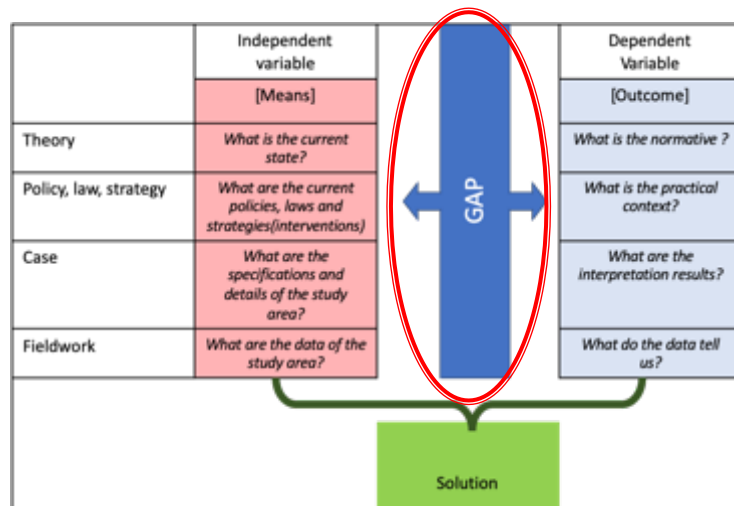 Independent
variable
Dependent
Variable
[Means]
[Outcome]
Theory
What is the current
state?
What is the normative ?
Policy, law, strategy
What are the current
policies, laws and
strategies(interventions)
What is the practical
context?
Case
What are the
specifications and
details of the study
area?
What are the
interpretation results?
Fieldwork
What are the data of the
study area?
What do the data tell
us?
GAP
Solution